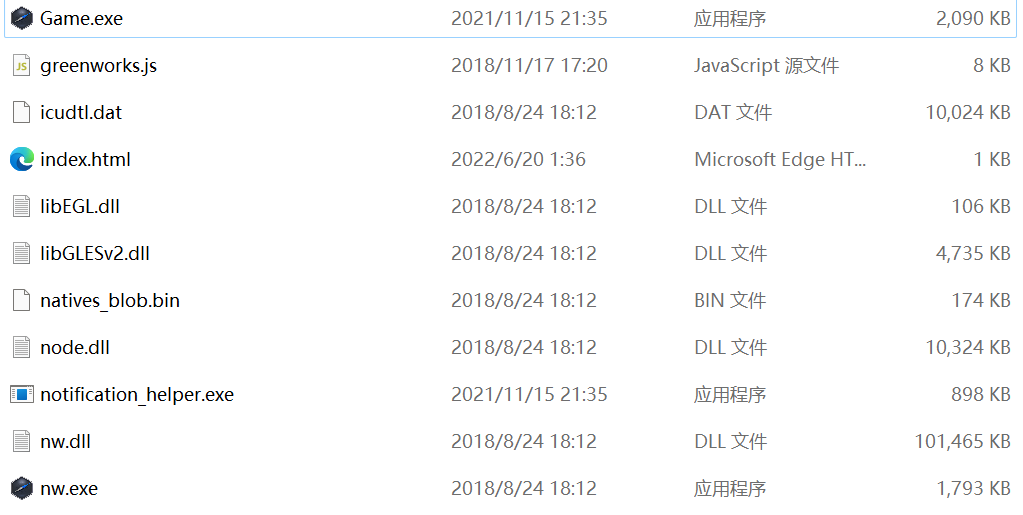 Game.exe 2021/11/15 21:35 应用程序 2,090 KB
greenworks.js 2018/11/17 17:20 JavaScript 源文件 8 KB
icudtl.dat 2018/8/24 18:12 DAT 文件 10,024 KB
index.html 2022/6/20 1:36 Microsoft Edge HT... 1 KB
libEGL.dll 2018/8/24 18:12 DLL 文件 106 KB
libGLESv2.dll 2018/8/24 18:12 DLL 文件 4,735 KB
natives_blob.bin 2018/8/24 18:12 BIN 文件 174 KB
node.dll 2018/8/24 18:12 DLL 文件 10,324 KB
notification_helper.exe 2021/11/15 21:35 应用程序 898 KB
nw.dll 2018/8/24 18:12 DLL 文件 101,465 KB
nw.exe 2018/8/24 18:12 应用程序 1,793 KB